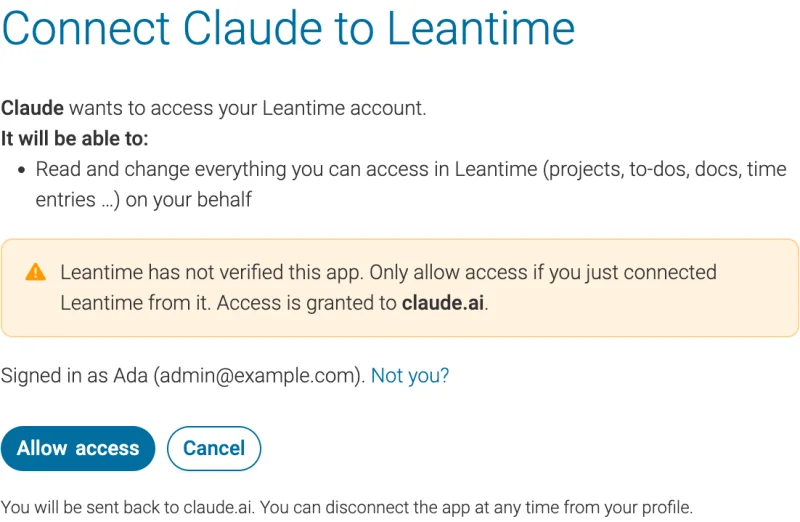 Connect Claude to Leantime
Claude wants to access your Leantime account.
It will be able to:
• Read and change everything you can access in Leantime (projects, to-dos, docs, time
entries ...) on your behalf
Leantime has not verified this app. Only allow access if you just connected
Leantime from it. Access is granted to claude.ai.
Signed in as Ada (admin@example.com). Not you?
Allow access Cancel
You will be sent back to claude.ai. You can disconnect the app at any time from your profile.